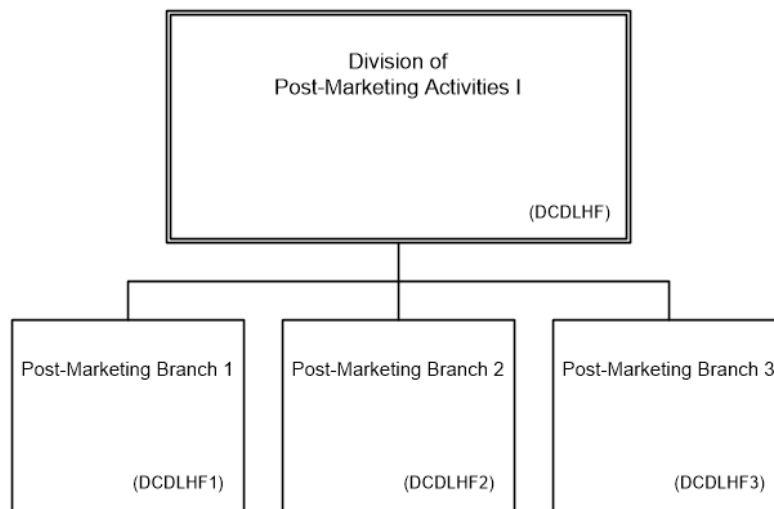 Division of
Post-Marketing Activities I
(DCDLHF)
Post-Marketing Branch 1
Post-Marketing Branch 2
Post-Marketing Branch 3
(DCDLHF1)
(DCDLHF2)
(DCDLHF3)